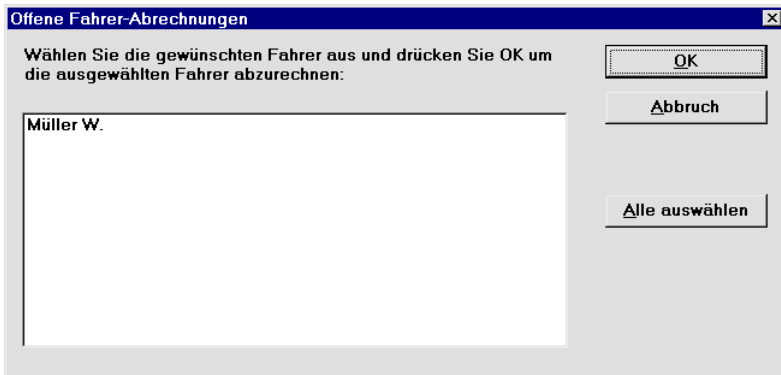 Offene Fahrer-Abrechnungen
Wählen Sie die gewünschten Fahrer aus und drücken Sie OK um
die ausgewählten Fahrer abzurechnen:
OK
Abbruch
Müller W.
Alle auswählen